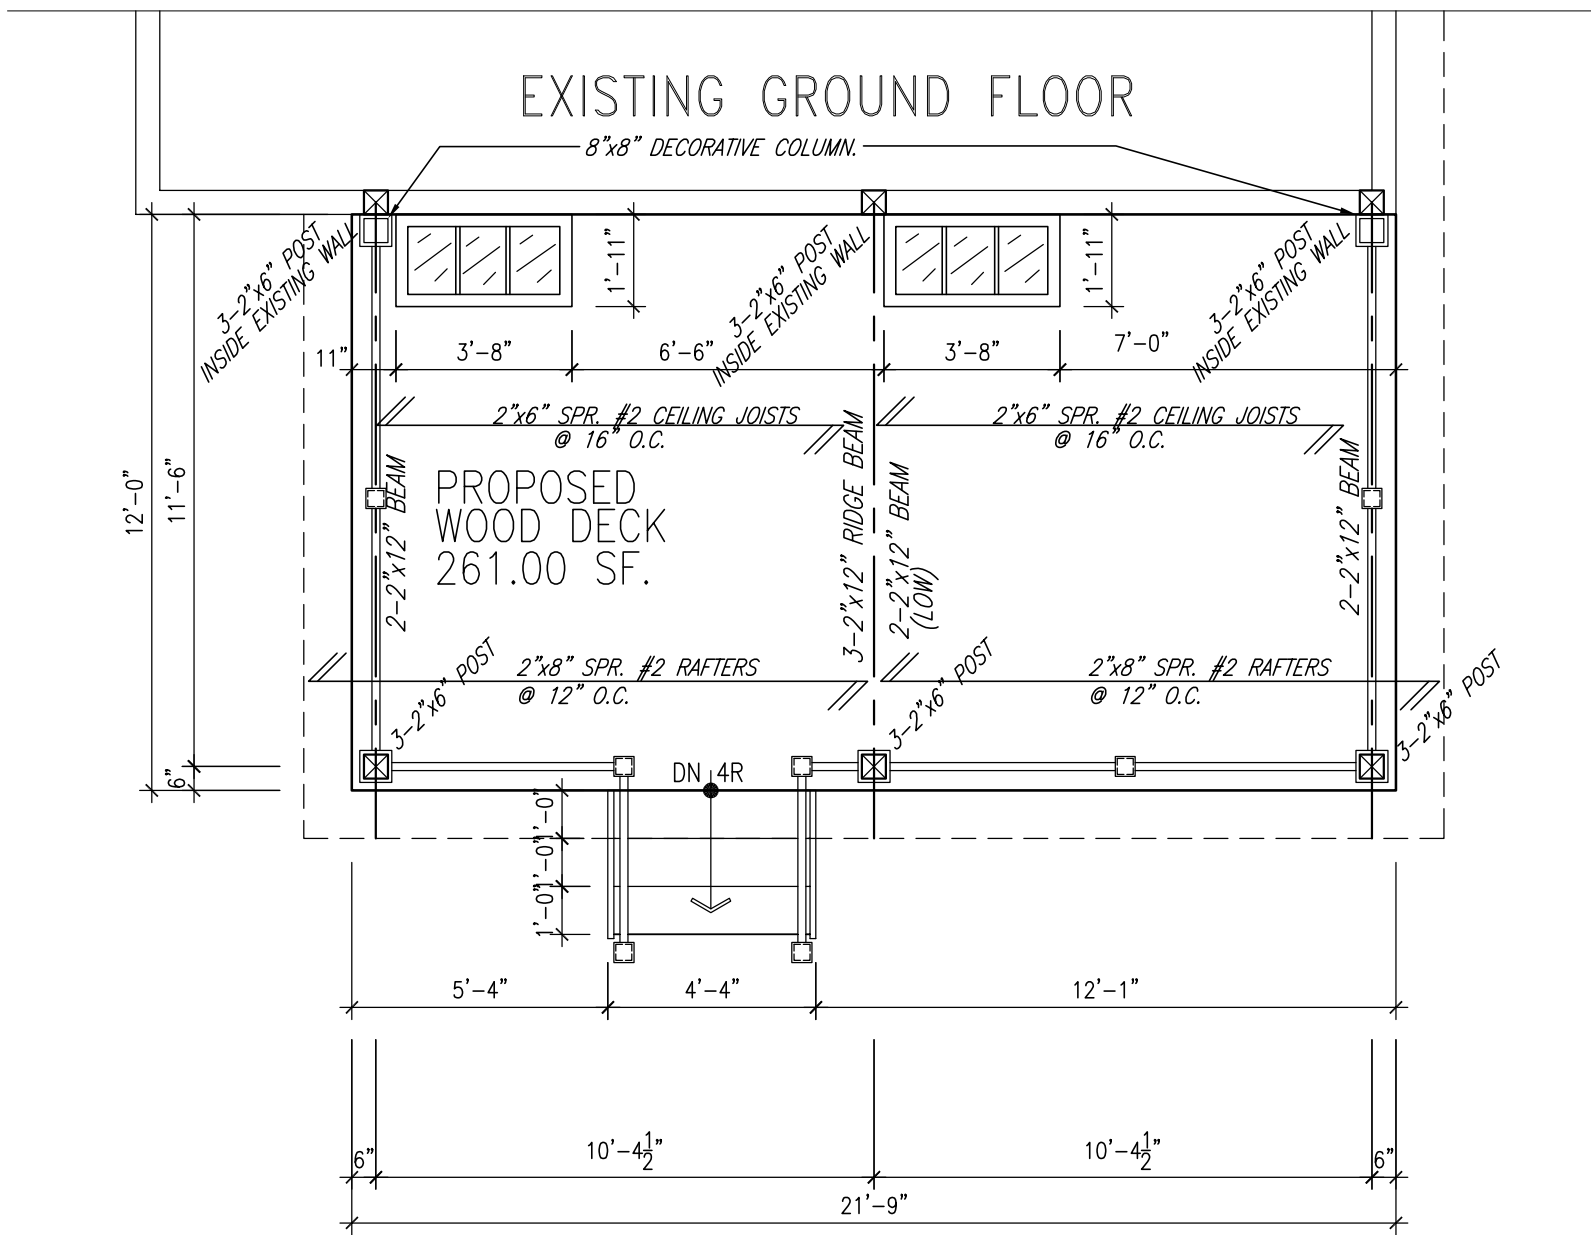 EXISTING GROUND FLOOR
8"x8" DECORATIVE COLUMN.
3-2"x6" POST
INSIDE EXISTING WALL
1'-11"
3-2"x6" POST
INSIDE EXISTING WALL
1'-11"
3-2"x6" POST
INSIDE EXISTING WALL
11"
3'-8"
6'-6"
3'-8"
7'-0"
2"x6" SPR. #2 CEILING JOISTS
@ 16" O.C.
2"x6" SPR. #2 CEILING JOISTS
@ 16" O.C.
12'-0"
11'-6"
6"
2-2"x12" BEAM
PROPOSED
WOOD DECK
261.00 SF.
3-2"x12" RIDGE BEAM
2-2"x12" BEAM
(LOW)
2-2"x12" BEAM
2"x8" SPR. #2 RAFTERS
@ 12" O.C.
2"x8" SPR. #2 RAFTERS
@ 12" O.C.
3-2"x6" POST
3-2"x6" POST
3-2"x6" POST
DN 4R
1'-0"
1'-0"
1'-0"
5'-4"
4'-4"
12'-1"
6"
10'-4½"
10'-4½"
6"
21'-9"